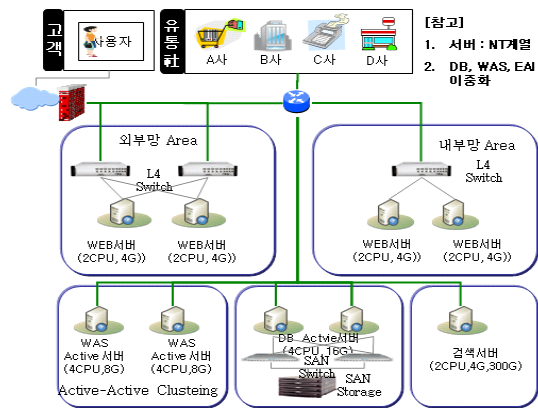 고객
사용자
유통社
A사
B사
C사
D사
[참고]
1. 서버 : NT계열
2. DB, WAS, EAI
이중화
외부망 Area
L4
Switch
WEB서버
(2CPU, 4G))
WEB서버
(2CPU, 4G))
내부망 Area
L4
Switch
WEB서버
(2CPU, 4G))
WEB서버
(2CPU, 4G))
WAS
Active 서버
(4CPU,8G)
WAS
Active 서버
(4CPU,8G)
Active-Active Clusteing
DB Actvie서버
(4CPU, 16G)
SAN
Switch
SAN
Storage
검색서버
(2CPU,4G,300G)